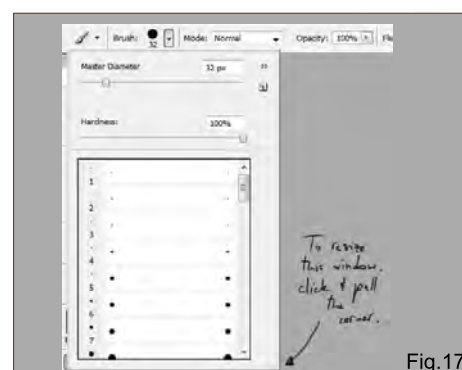 Brush: 32 Mode: Normal Opacity: 100% Fl
Master Diameter 32 px
Hardness: 100%
1
2
3
4
5
6
7
To resize
this window,
click & pull
the
corner.
Fig.17